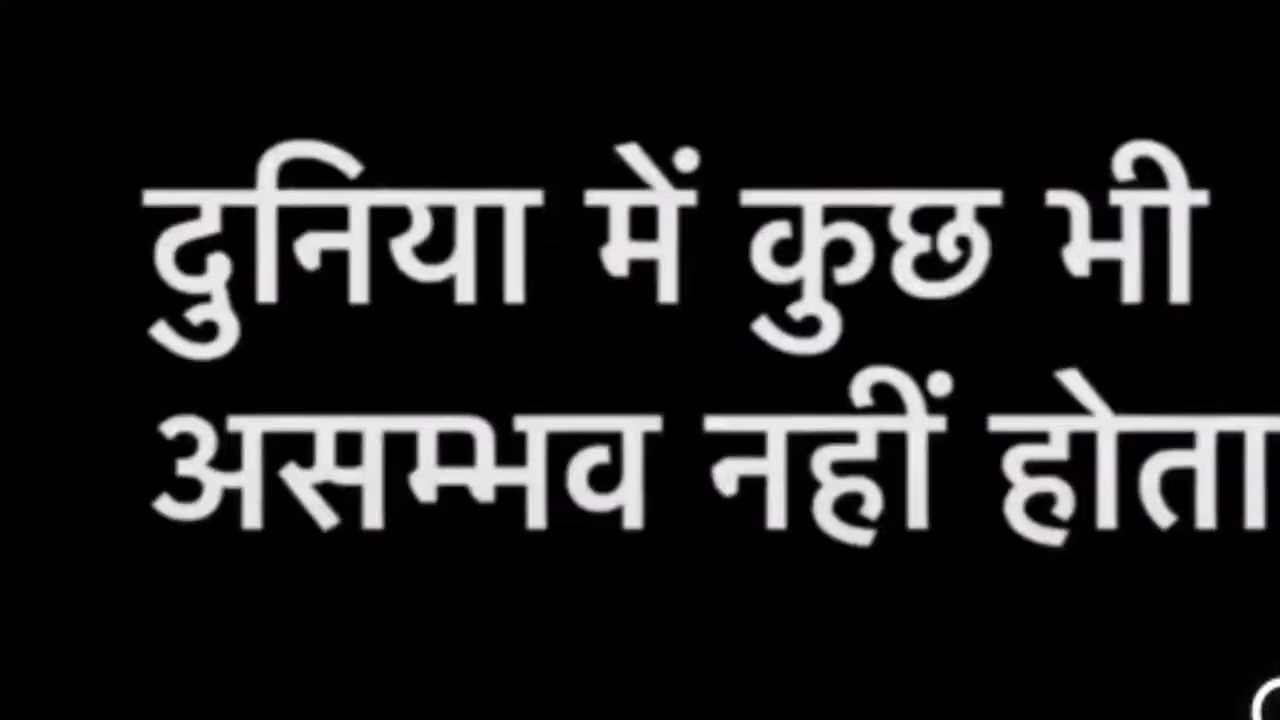 दुनिया में कुछ भी
असम्भव नहीं होता